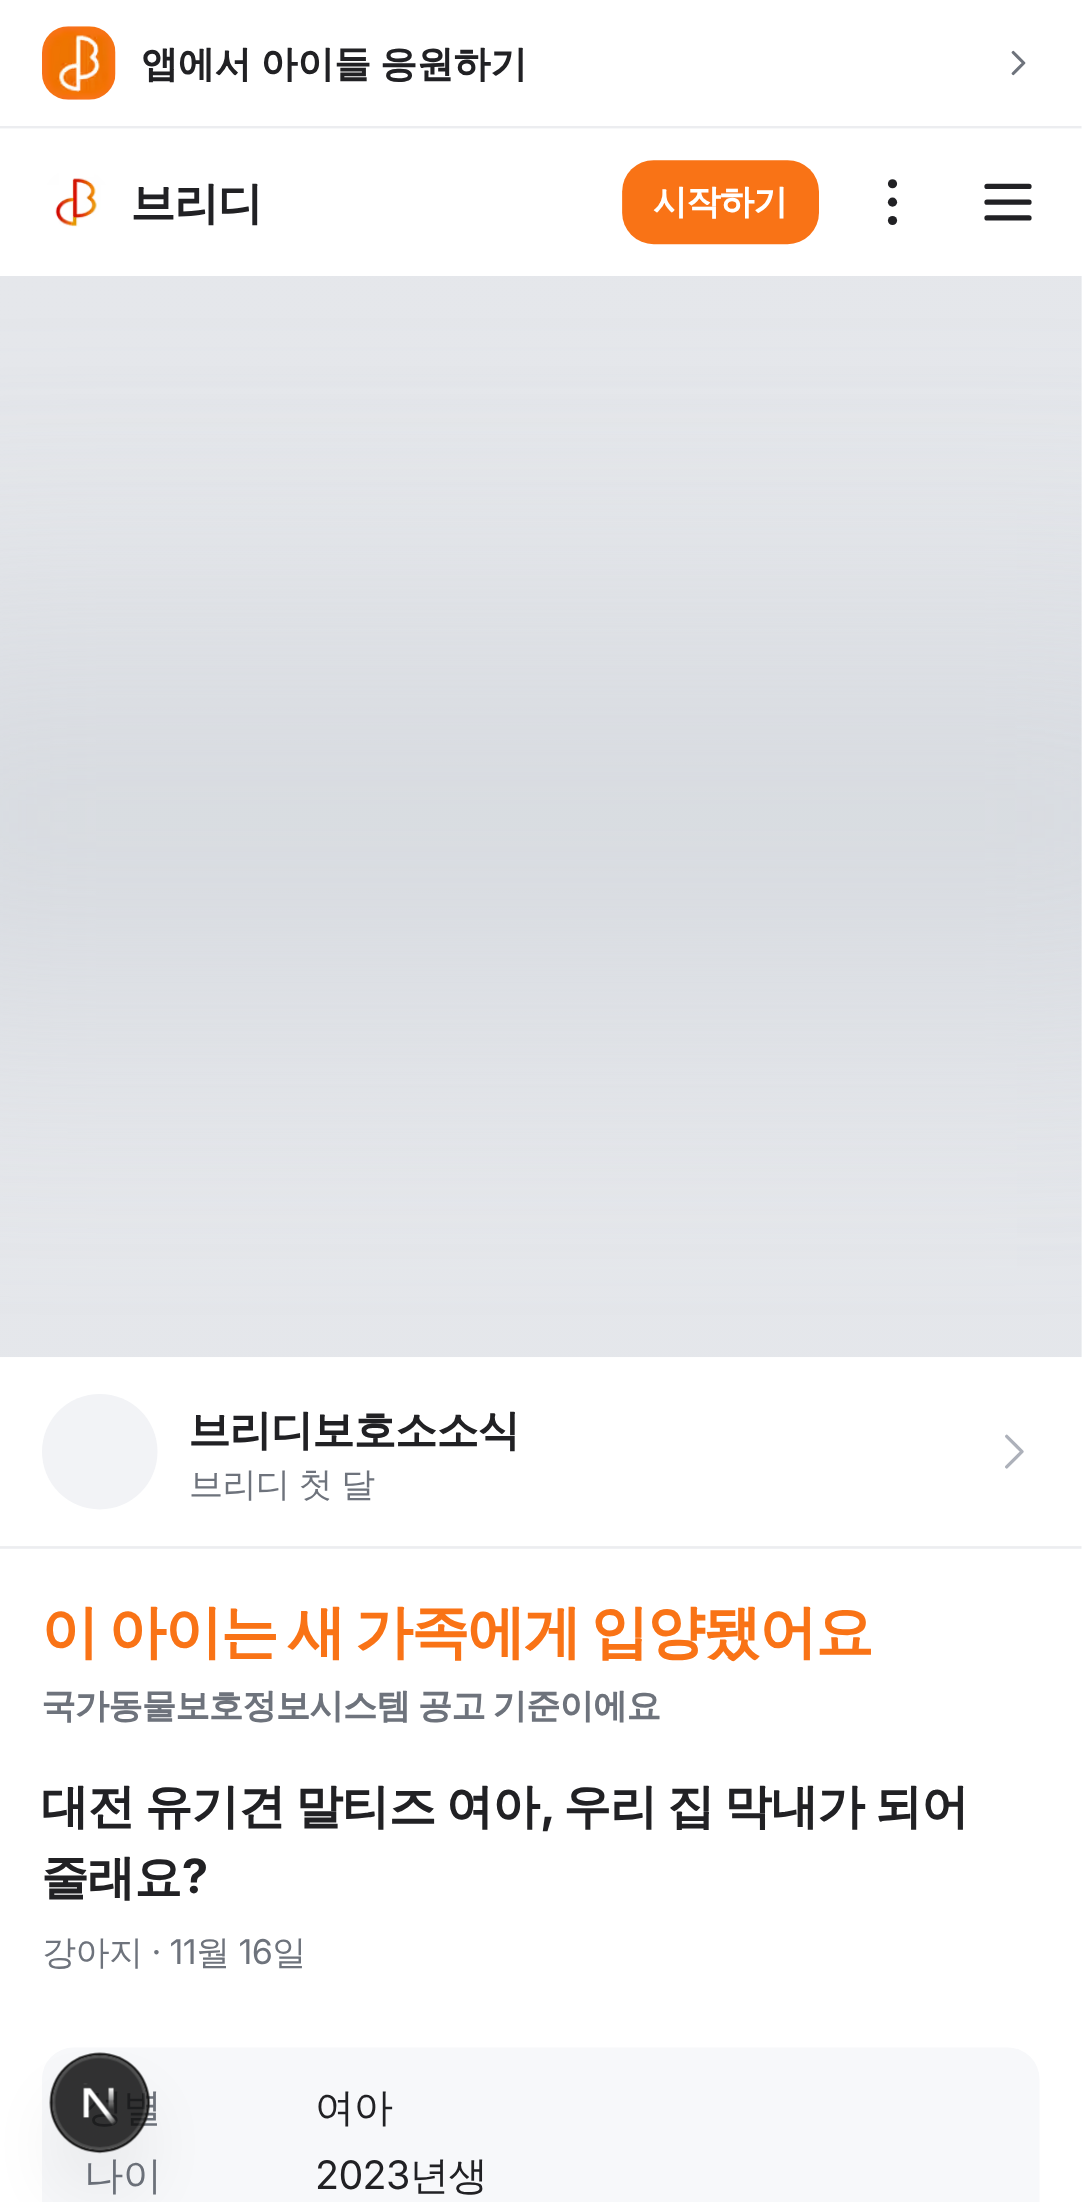 앱에서 아이들 응원하기
브리디
시작하기
브리디보호소소식
브리디 첫 달
이 아이는 새 가족에게 입양됐어요
국가동물보호정보시스템 공고 기준이에요
대전 유기견 말티즈 여아, 우리 집 막내가 되어
줄래요?
강아지 · 11월 16일
N
성별 여아
나이 2023년생